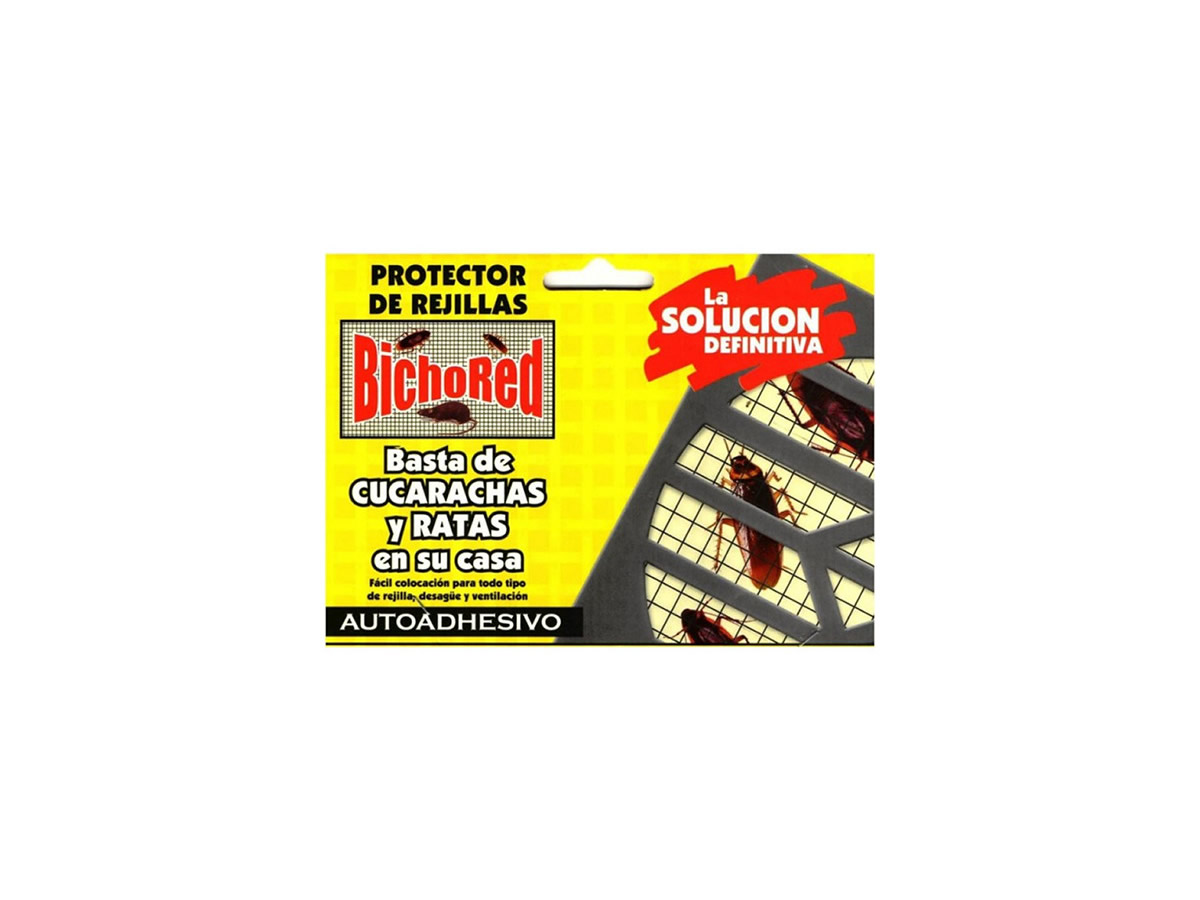 PROTECTOR
DE REJILLAS
BichoRed
Basta de
CUCARACHAS
y RATAS
en su casa
Fácil colocación para todo tipo
de rejilla, desagüe y ventilación
AUTOADHESIVO
La
SOLUCION
DEFINITIVA